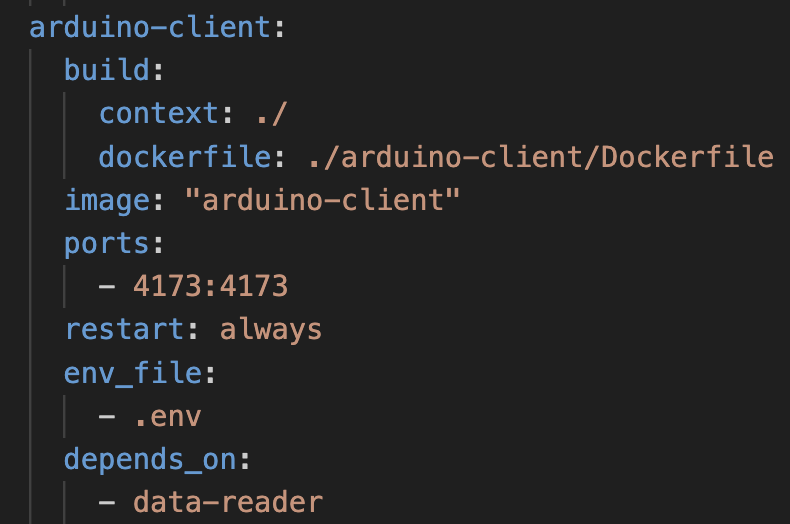 arduino-client:
build:
context: ./
dockerfile: ./arduino-client/Dockerfile
image: "arduino-client"
ports:
- 4173:4173
restart: always
env_file:
- .env
depends_on:
- data-reader